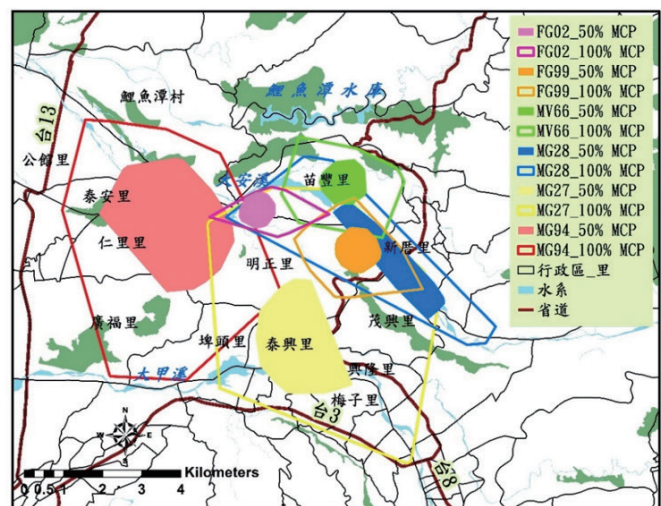 鯉魚潭水庫
鯉魚潭村
台13
公館里
大安溪
苗豐里
泰安里
仁里里
新厝里
明正里
廣福里
埤頭里
泰興里
茂興里
大甲溪
興隆里
梅子里
台3
台8
N
W
E
S
Kilometers
0 0.5 1 2 3 4
FG02_50% MCP
FG02_100% MCP
FG99_50% MCP
FG99_100% MCP
MV66_50% MCP
MV66_100% MCP
MG28_50% MCP
MG28_100% MCP
MG27_50% MCP
MG27_100% MCP
MG94_50% MCP
MG94_100% MCP
行政區_里
水系
省道